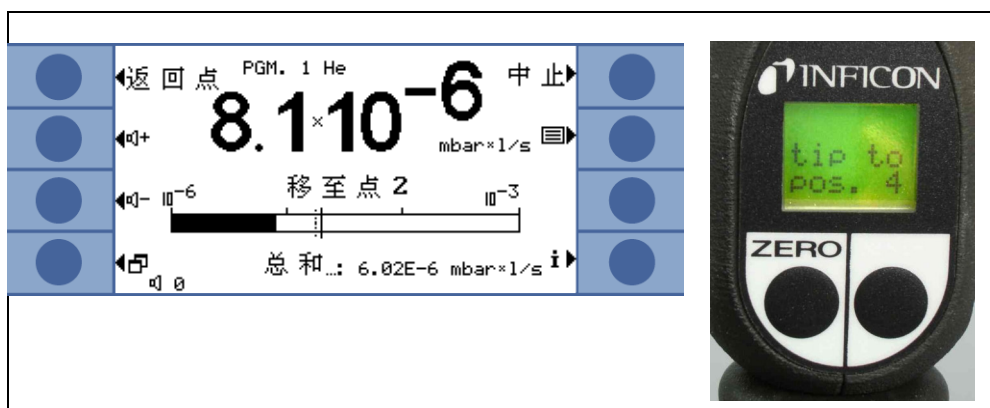 PGM. 1 He
返回点
中止
8.1×10⁻⁶
mbar×l/s
+
-
移至点 2
10⁻⁶
10⁻³
总和…: 6.02E-6 mbar×l/s
i
0
INFICON
tip to
pos. 4
ZERO